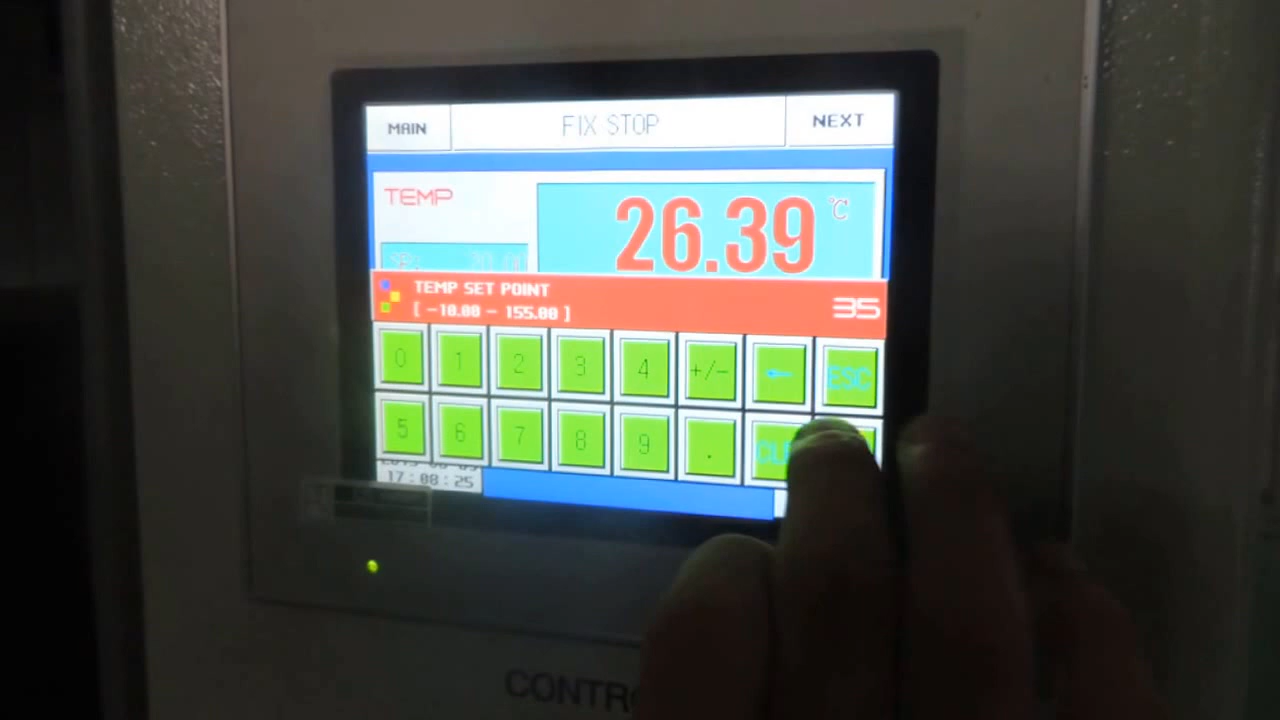 MAIN FIX STOP NEXT
TEMP
26.39 ℃
TEMP SET POINT
[ -10.00 - 155.00 ] 35
0 1 2 3 4 +/- ← ESC
5 6 7 8 9 .
17:08:25